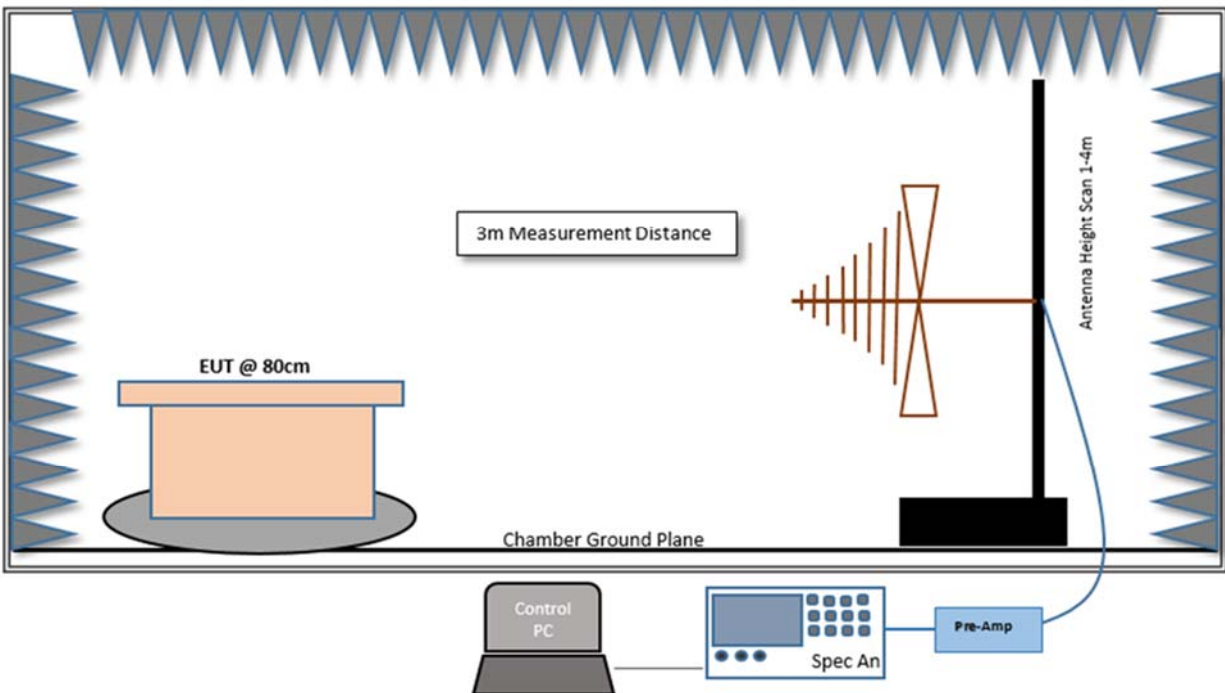 Antenna Height Scan 1-4m
3m Measurement Distance
EUT @ 80cm
Chamber Ground Plane
Control
PC
Spec An
Pre-Amp